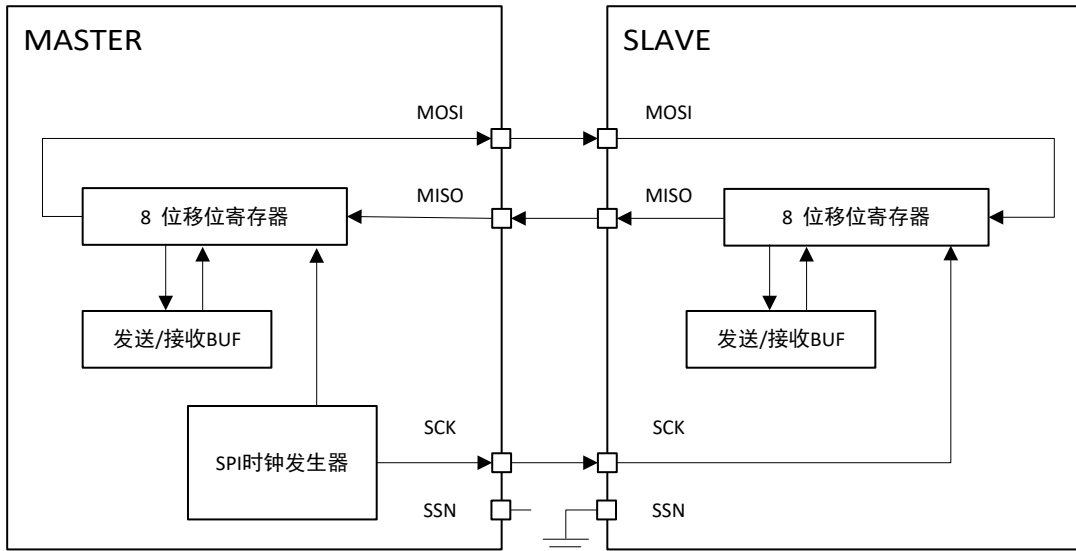 MASTER
SLAVE
MOSI
MOSI
MISO
MISO
8 位移位寄存器
8 位移位寄存器
发送/接收BUF
发送/接收BUF
SCK
SCK
SPI时钟发生器
SSN
SSN